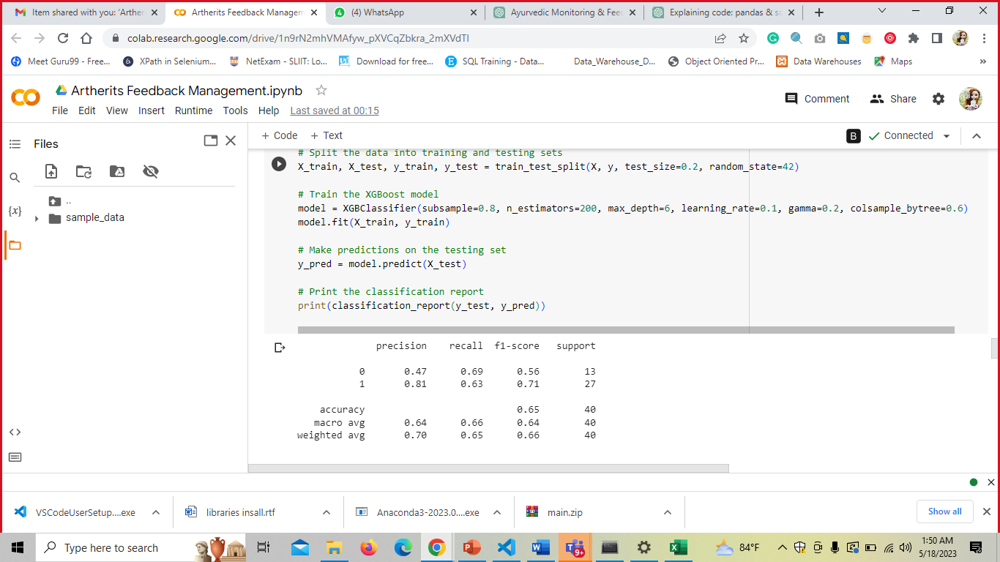 Item shared with you: ‘Arther
Artherits Feedback Managem
(4) WhatsApp
Ayurvedic Monitoring & Fee
Explaining code: pandas & sc
colab.research.google.com/drive/1n9rN2mhVMAfyw_pXVCqZbkra_2mXVdTI
Meet Guru99 - Free...
XPath in Selenium...
NetExam - SLIIT: Lo...
Download for free...
SQL Training - Data...
Data_Warehouse_D...
Object Oriented Pr...
Data Warehouses
Maps
»
Artherits Feedback Management.ipynb
Comment
Share
File Edit View Insert Runtime Tools Help Last saved at 00:15
Files
+ Code + Text
B
Connected
..
sample_data
{x}
<>
# Split the data into training and testing sets
X_train, X_test, y_train, y_test = train_test_split(X, y, test_size=0.2, random_state=42)
# Train the XGBoost model
model = XGBClassifier(subsample=0.8, n_estimators=200, max_depth=6, learning_rate=0.1, gamma=0.2, colsample_bytree=0.6)
model.fit(X_train, y_train)
# Make predictions on the testing set
y_pred = model.predict(X_test)
# Print the classification report
print(classification_report(y_test, y_pred))
precision recall f1-score support
0 0.47 0.69 0.56 13
1 0.81 0.63 0.71 27
accuracy 0.65 40
macro avg 0.64 0.66 0.64 40
weighted avg 0.70 0.65 0.66 40
VSCodeUserSetup....exe
libraries insall.rtf
Anaconda3-2023.0....exe
main.zip
Show all
Type here to search
9+
84°F
1:50 AM
5/18/2023